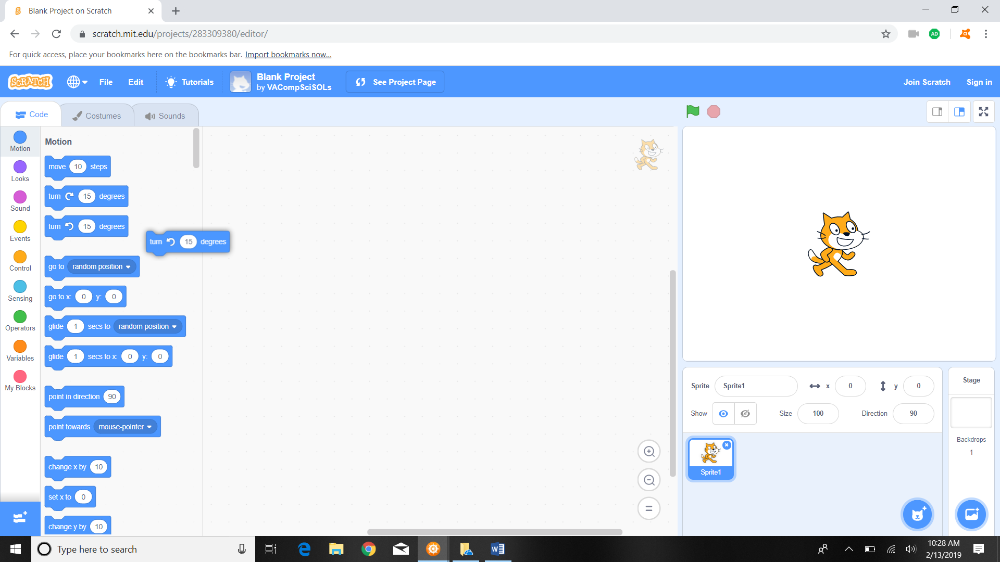 Blank Project on Scratch
scratch.mit.edu/projects/283309380/editor/
AD
For quick access, place your bookmarks here on the bookmarks bar. Import bookmarks now...
SCRATCH
File
Edit
Tutorials
Blank Project
by VACompSciSOLs
See Project Page
Join Scratch
Sign in
Code
Costumes
Sounds
Motion
Looks
Sound
Events
Control
Sensing
Operators
Variables
My Blocks
Motion
move 10 steps
turn 15 degrees
turn 15 degrees
turn 15 degrees
go to random position
go to x: 0 y: 0
glide 1 secs to random position
glide 1 secs to x: 0 y: 0
point in direction 90
point towards mouse-pointer
change x by 10
set x to 0
change y by 10
Sprite Sprite1 x 0 y 0
Show Size 100 Direction 90
Sprite1
Stage
Backdrops
1
Type here to search
10:28 AM
2/13/2019